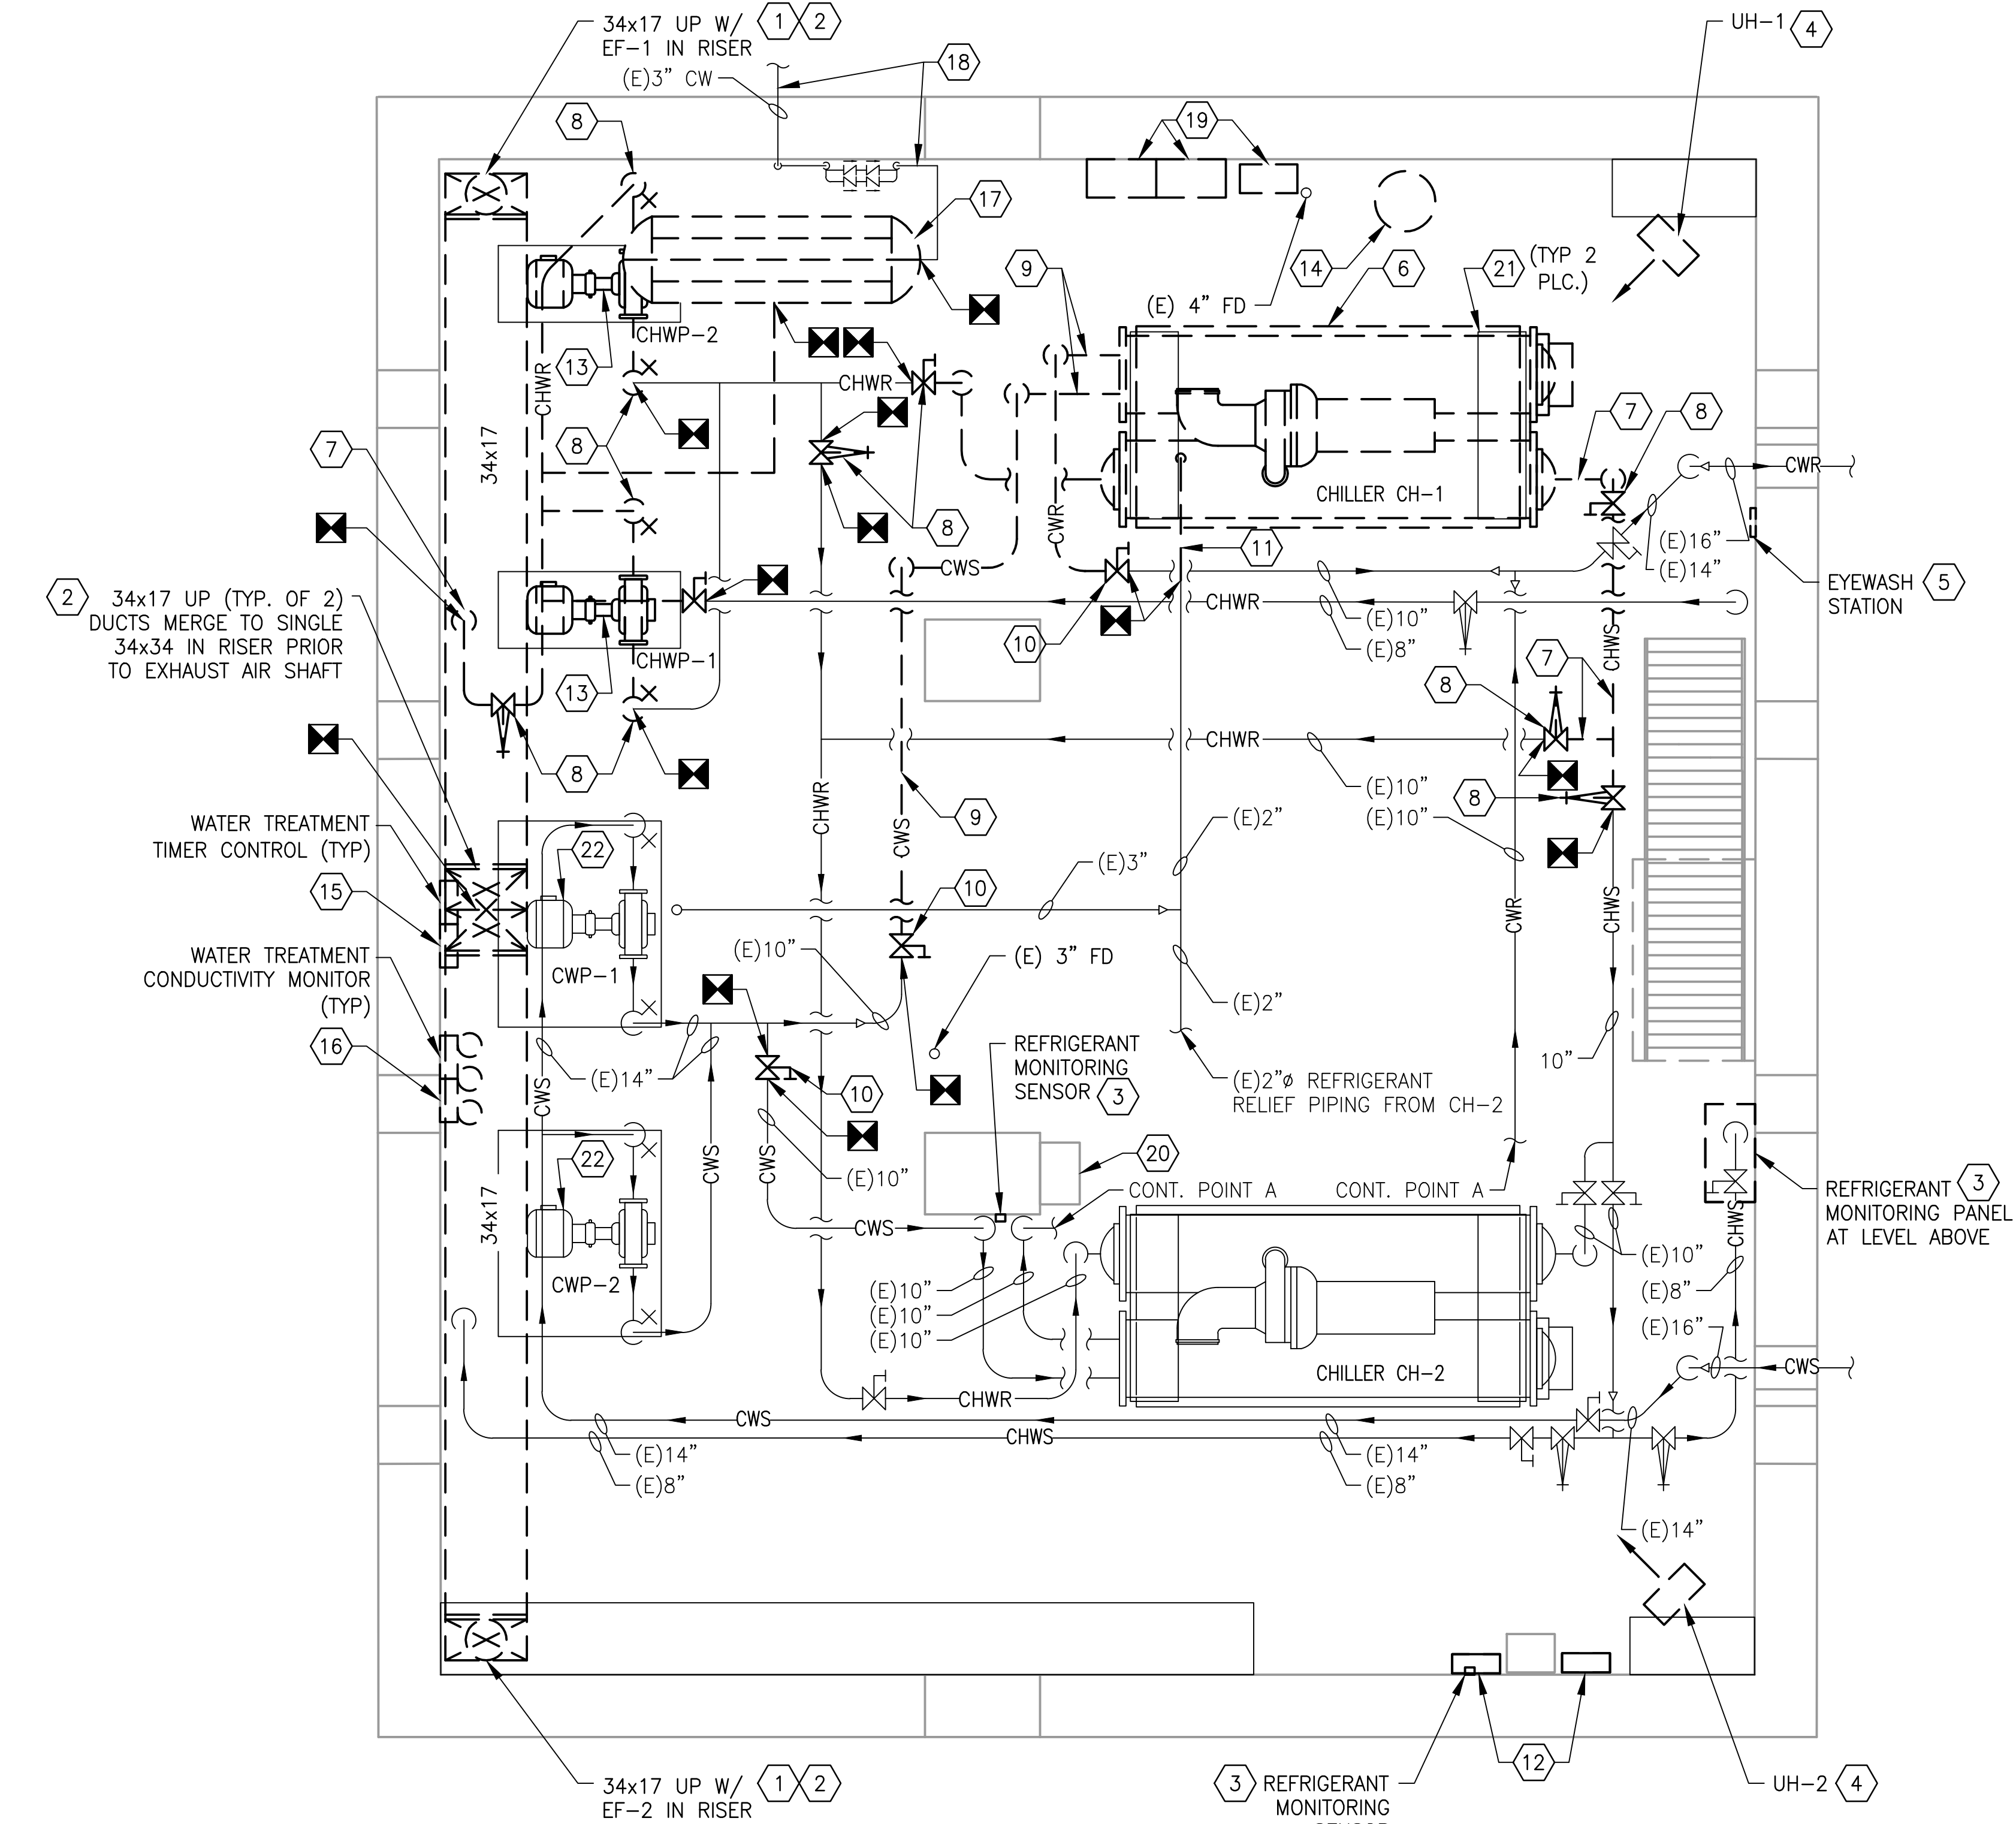 34x17 UP W/ 1 2
EF-1 IN RISER
(E)3" CW
18
UH-1 4
8
19
17
9
14
6
21 (TYP 2
PLC.)
(E) 4" FD
CHWP-2
13
34x17
CHWR
CHWR
7
8
8
CHILLER CH-1
7
8
CWR
CWR
CWS
11
(E)16"
(E)14"
EYEWASH 5
STATION
2 34x17 UP (TYP. OF 2)
DUCTS MERGE TO SINGLE
34x34 IN RISER PRIOR
TO EXHAUST AIR SHAFT
CHWR
(E)10"
(E)8"
10
CHWP-1
13
CHWS
7
8
8
CHWR
(E)10"
(E)10"
8
WATER TREATMENT
TIMER CONTROL (TYP)
15
22
CHWR
CWS
9
(E)2"
(E)3"
10
CWR
CHWS
WATER TREATMENT
CONDUCTIVITY MONITOR
(TYP)
16
CWP-1
(E)10"
(E) 3" FD
(E)2"
REFRIGERANT
MONITORING
SENSOR 3
10"
(E)14"
CWS
10
(E)2"ø REFRIGERANT
RELIEF PIPING FROM CH-2
22
CWS
CWS
(E)10"
20
CONT. POINT A
CONT. POINT A
REFRIGERANT 3
MONITORING PANEL
AT LEVEL ABOVE
34x17
CWS
CHWS
CWP-2
(E)10"
(E)10"
(E)10"
(E)10"
(E)8"
(E)16"
CHILLER CH-2
CWS
CHWR
CWS
CHWS
(E)14"
(E)8"
(E)14"
(E)8"
(E)14"
34x17 UP W/ 1 2
EF-2 IN RISER
3 REFRIGERANT
MONITORING
12
UH-2 4